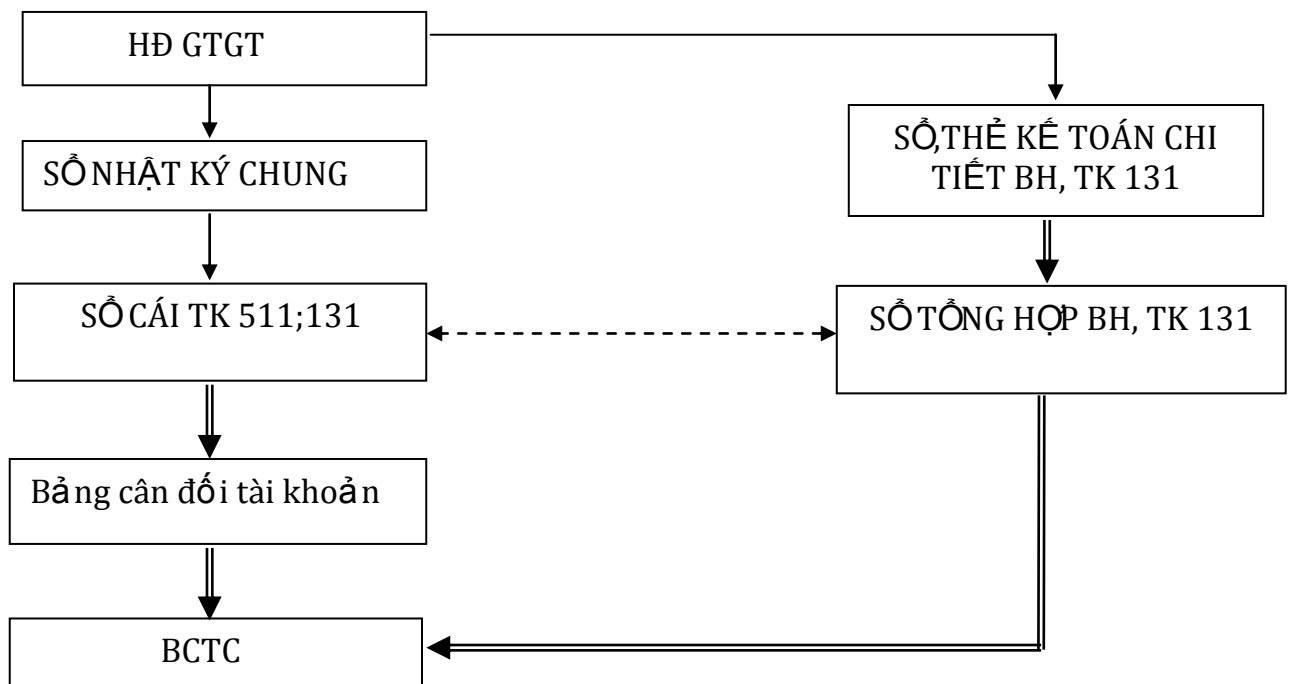 HĐ GTGT
SỔ NHẬT KÝ CHUNG
SỔ,THẺ KẾ TOÁN CHI
TIẾT BH, TK 131
SỔ CÁI TK 511;131
SỔ TỔNG HỢP BH, TK 131
Bảng cân đối tài khoản
BCTC